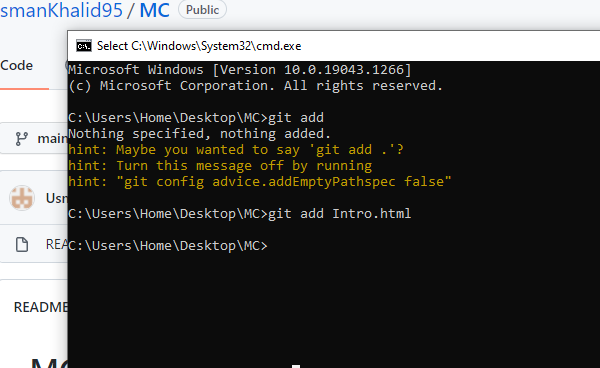 smanKhalid95 / MC Public
Select C:\Windows\System32\cmd.exe
Code
Microsoft Windows [Version 10.0.19043.1266]
(c) Microsoft Corporation. All rights reserved.
C:\Users\Home\Desktop\MC>git add
Nothing specified, nothing added.
hint: Maybe you wanted to say 'git add .'?
hint: Turn this message off by running
hint: "git config advice.addEmptyPathspec false"
C:\Users\Home\Desktop\MC>git add Intro.html
C:\Users\Home\Desktop\MC>
main
Usm
REA
README
MC